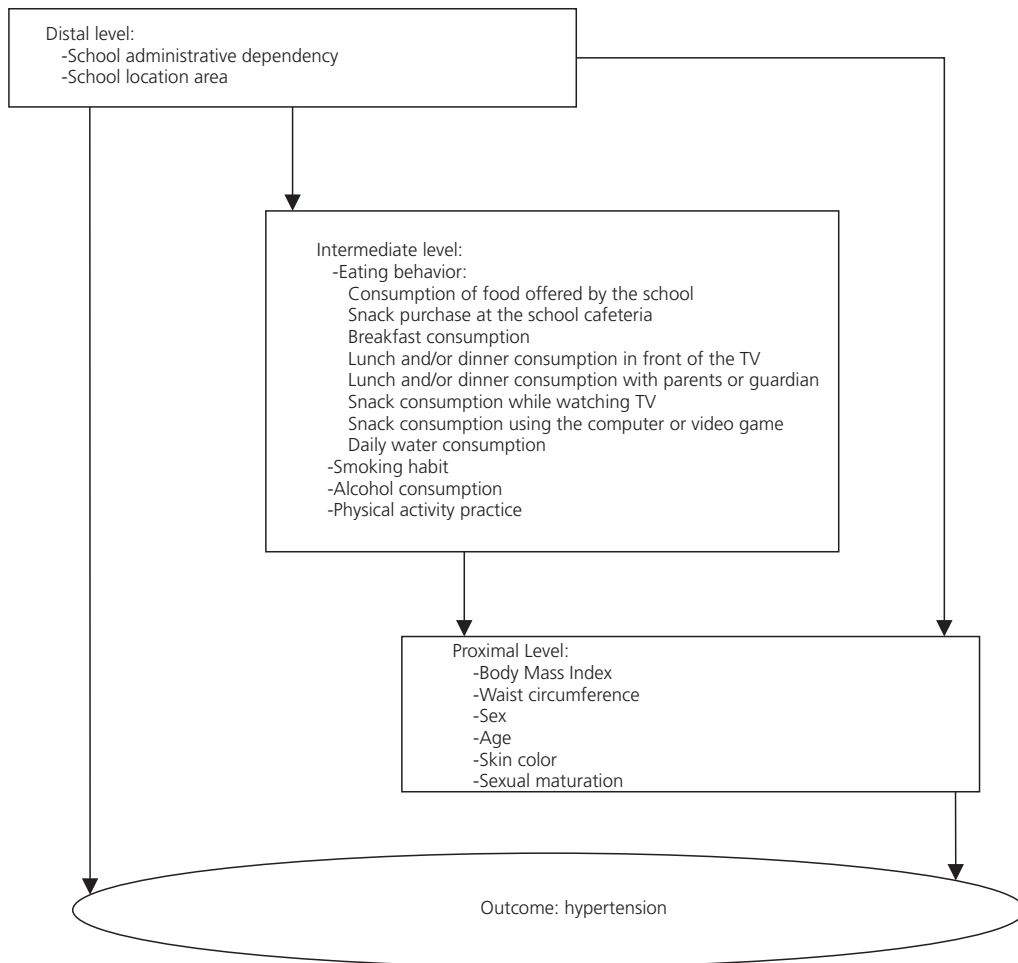 Distal level:
-School administrative dependency
-School location area
Intermediate level:
-Eating behavior:
Consumption of food offered by the school
Snack purchase at the school cafeteria
Breakfast consumption
Lunch and/or dinner consumption in front of the TV
Lunch and/or dinner consumption with parents or guardian
Snack consumption while watching TV
Snack consumption using the computer or video game
Daily water consumption
-Smoking habit
-Alcohol consumption
-Physical activity practice
Proximal Level:
-Body Mass Index
-Waist circumference
-Sex
-Age
-Skin color
-Sexual maturation
Outcome: hypertension